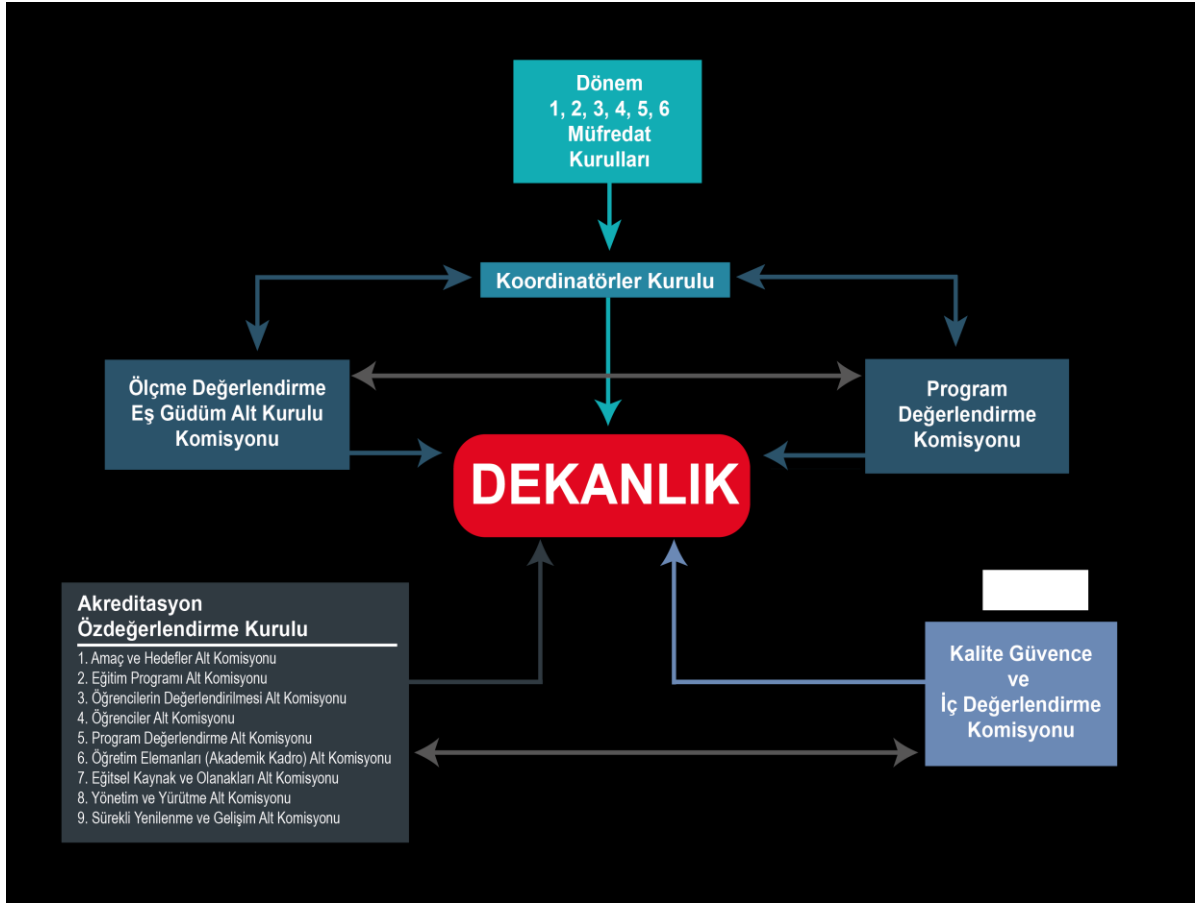 Dönem
1, 2, 3, 4, 5, 6
Müfredat
Kurulları
Koordinatörler Kurulu
Ölçme Değerlendirme
Eş Güdüm Alt Kurulu
Komisyonu
Program
Değerlendirme
Komisyonu
DEKANLIK
Akreditasyon
Özdeğerlendirme Kurulu
1. Amaç ve Hedefler Alt Komisyonu
2. Eğitim Programı Alt Komisyonu
3. Öğrencilerin Değerlendirilmesi Alt Komisyonu
4. Öğrenciler Alt Komisyonu
5. Program Değerlendirme Alt Komisyonu
6. Öğretim Elemanları (Akademik Kadro) Alt Komisyonu
7. Eğitsel Kaynak ve Olanakları Alt Komisyonu
8. Yönetim ve Yürütme Alt Komisyonu
9. Sürekli Yenilenme ve Gelişim Alt Komisyonu
Kalite Güvence
ve
İç Değerlendirme
Komisyonu